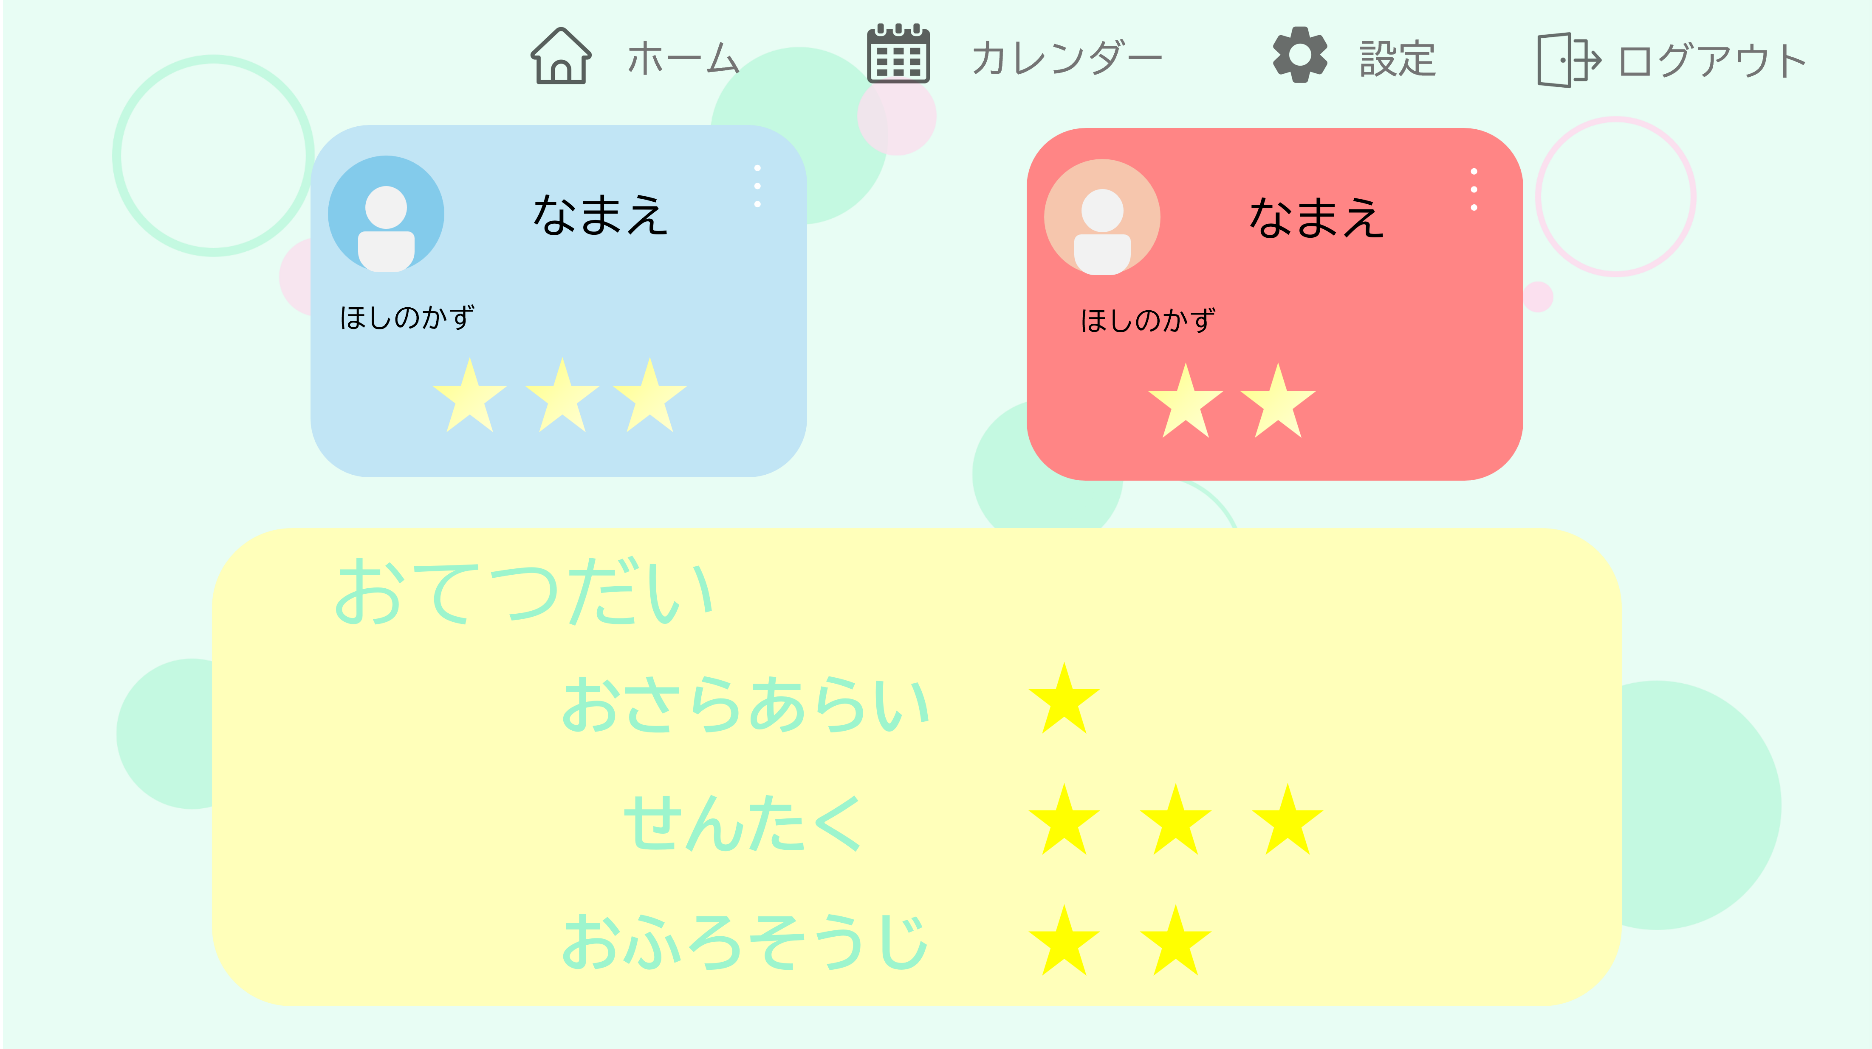 ホーム カレンダー 設定 ログアウト
なまえ
ほしのかず
なまえ
ほしのかず
おてつだい
おさらあらい
せんたく
おふろそうじ